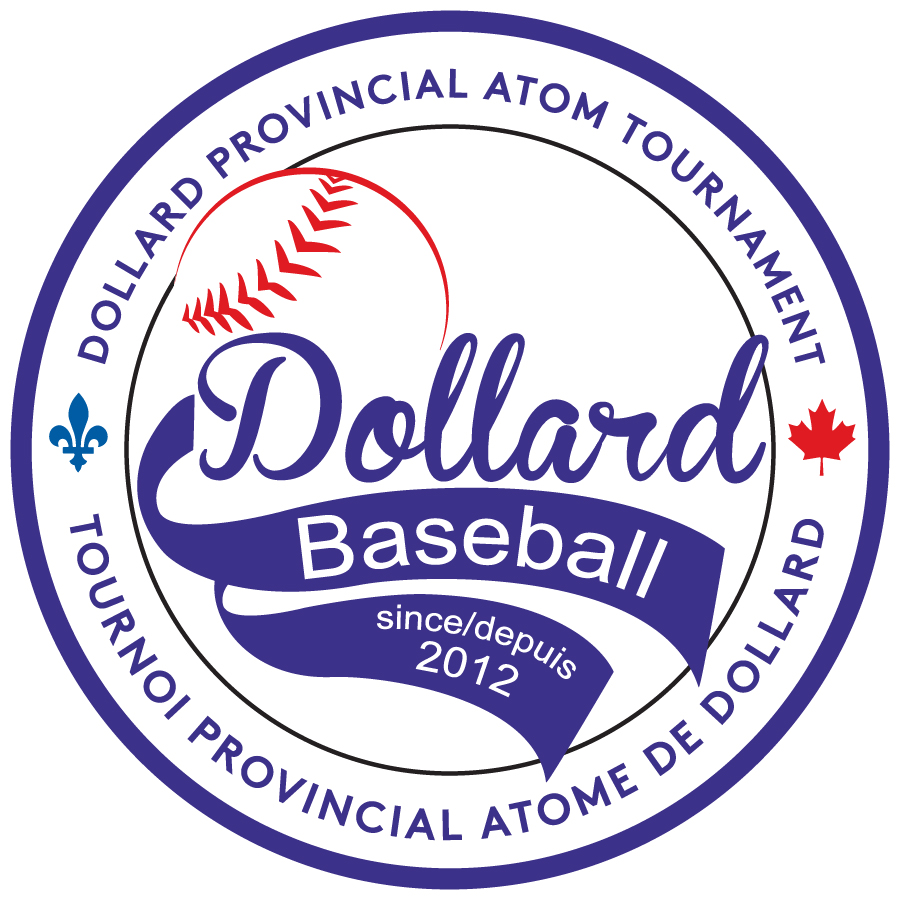 DOLLARD PROVINCIAL ATOM TOURNAMENT
Dollard
Baseball
since/depuis
2012
TOURNOI PROVINCIAL ATOME DE DOLLARD